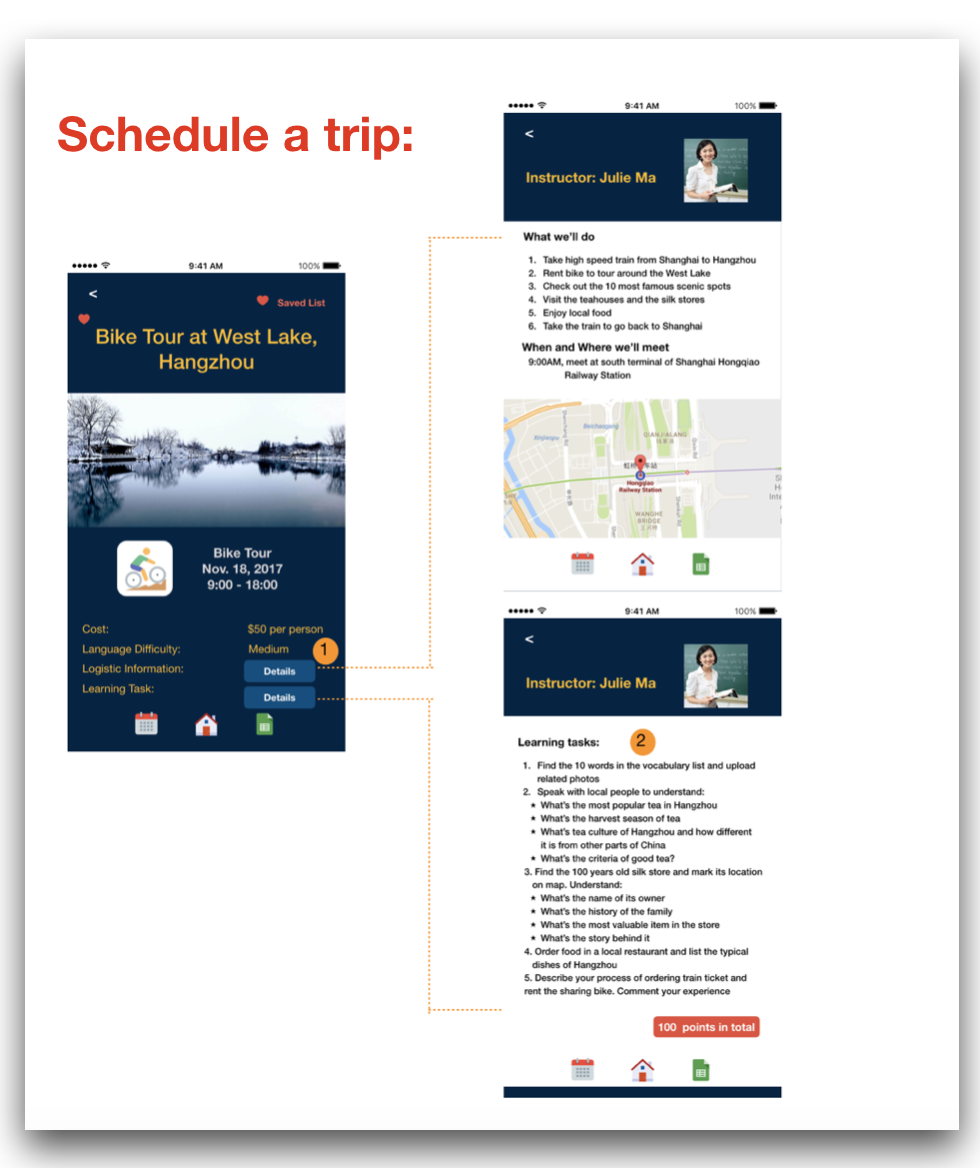 Schedule a trip:
9:41 AM
100%
<
Saved List
Bike Tour at West Lake,
Hangzhou
Bike Tour
Nov. 18, 2017
9:00 - 18:00
Cost:
$50 per person
Language Difficulty:
Medium
1
Logistic Information:
Details
Learning Task:
Details
9:41 AM
100%
<
Instructor: Julie Ma
What we'll do
1. Take high speed train from Shanghai to Hangzhou
2. Rent bike to tour around the West Lake
3. Check out the 10 most famous scenic spots
4. Visit the teahouses and the silk stores
5. Enjoy local food
6. Take the train to go back to Shanghai
When and Where we'll meet
9:00AM, meet at south terminal of Shanghai Hongqiao
Railway Station
Beizhaopeng
Xinjiapu
QIANJIALANG
Hongqiao
Railway Station
WANGHE
BRIDGE
9:41 AM
100%
<
Instructor: Julie Ma
Learning tasks:
2
1. Find the 10 words in the vocabulary list and upload
related photos
2. Speak with local people to understand:
★ What's the most popular tea in Hangzhou
★ What's the harvest season of tea
★ What's tea culture of Hangzhou and how different
it is from other parts of China
★ What's the criteria of good tea?
3. Find the 100 years old silk store and mark its location
on map. Understand:
★ What's the name of its owner
★ What's the history of the family
★ What's the most valuable item in the store
★ What's the story behind it
4. Order food in a local restaurant and list the typical
dishes of Hangzhou
5. Describe your process of ordering train ticket and
rent the sharing bike. Comment your experience
100 points in total